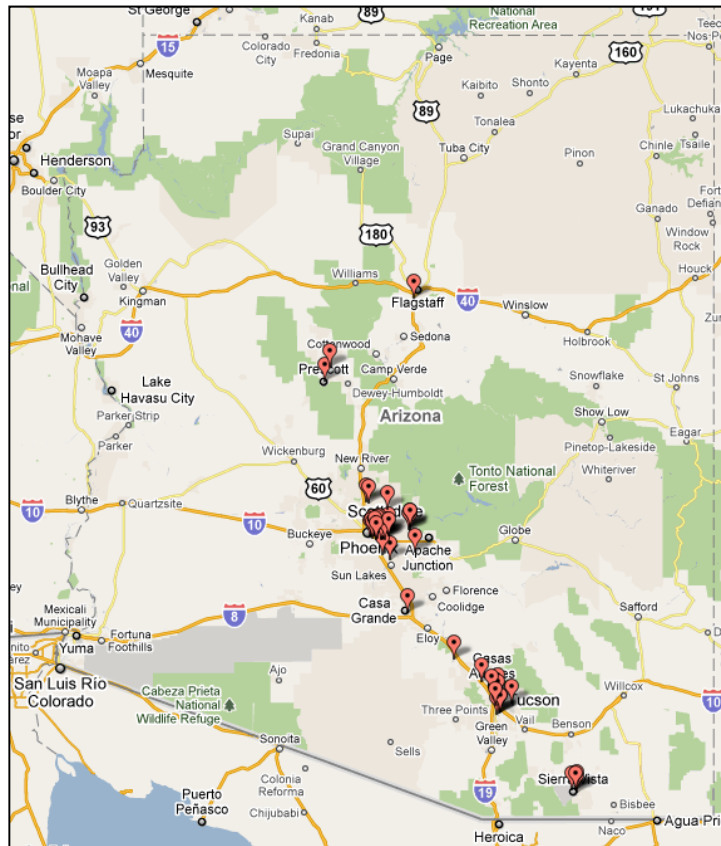 St George
Kanab
89
National
Recreation Area
15
Colorado
City
Fredonia
Page
160
Moapa
Valley
Mesquite
Kaibito
Shonto
Kayenta
89
Tonalea
Lukachuka
Supai
Grand Canyon
Village
Tuba City
Pinon
Chinle
Tsaile
Henderson
Boulder City
Ganado
Window
Rock
93
180
Bullhead
City
Golden
Valley
Kingman
Williams
Flagstaff
40
Winslow
Houck
Mohave
Valley
40
Cottonwood
Sedona
Holbrook
Prescott
Camp Verde
Dewey-Humboldt
Lake
Havasu City
Snowflake
St Johns
Arizona
Parker Strip
Parker
Show Low
Eagar
Pinetop-Lakeside
Wickenburg
New River
Whiteriver
60
Tonto National
Forest
Blythe
Quartzsite
10
10
Buckeye
Scottsdale
Phoenix
Apache
Junction
Globe
Sun Lakes
Florence
Coolidge
Casa
Grande
8
Eloy
Safford
Mexicali
Municipality
Yuma
Fortuna
Foothills
San Luis Río
Colorado
Casas
Ajo
Cabeza Prieta
National
Wildlife Refuge
Tucson
Three Points
Vail
Willcox
10
Green
Valley
Benson
Sells
Sonoita
Colonia
Reforma
Sierra Vista
19
Puerto
Peñasco
Chijubabi
Bisbee
Naco
Agua Pri
Heroica